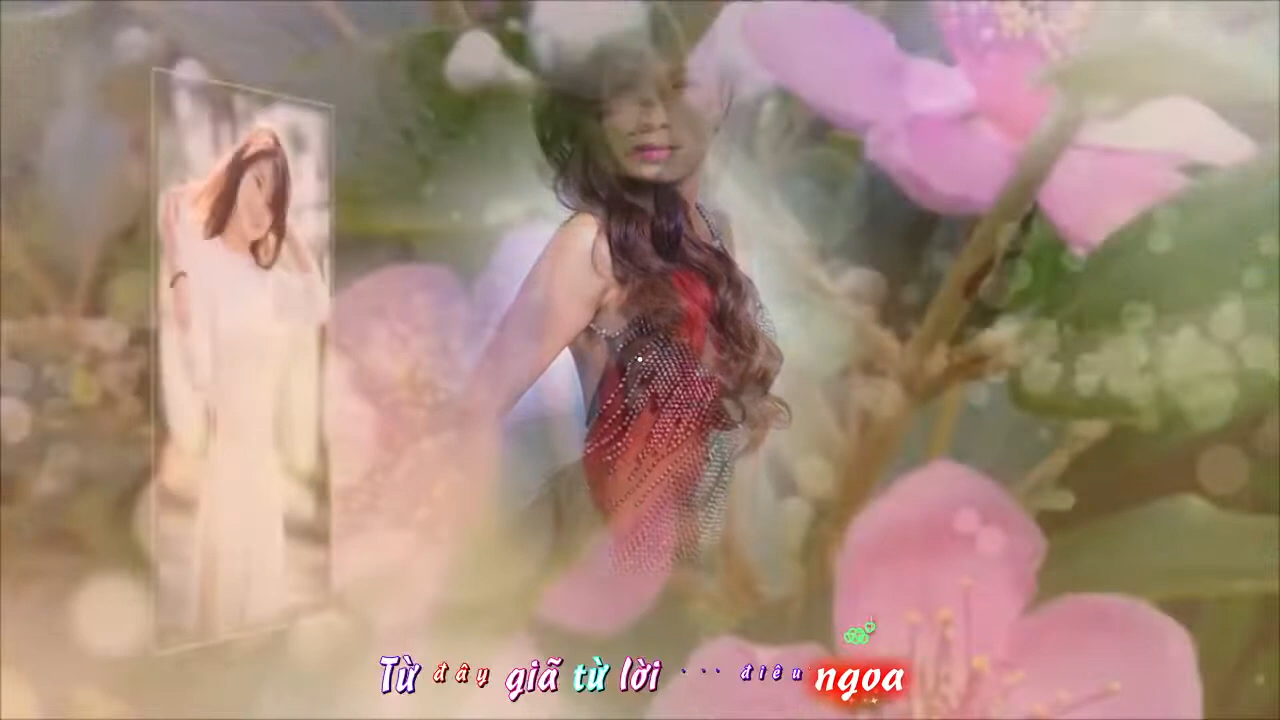 Từ đây giã từ lời ... điêu ngoa